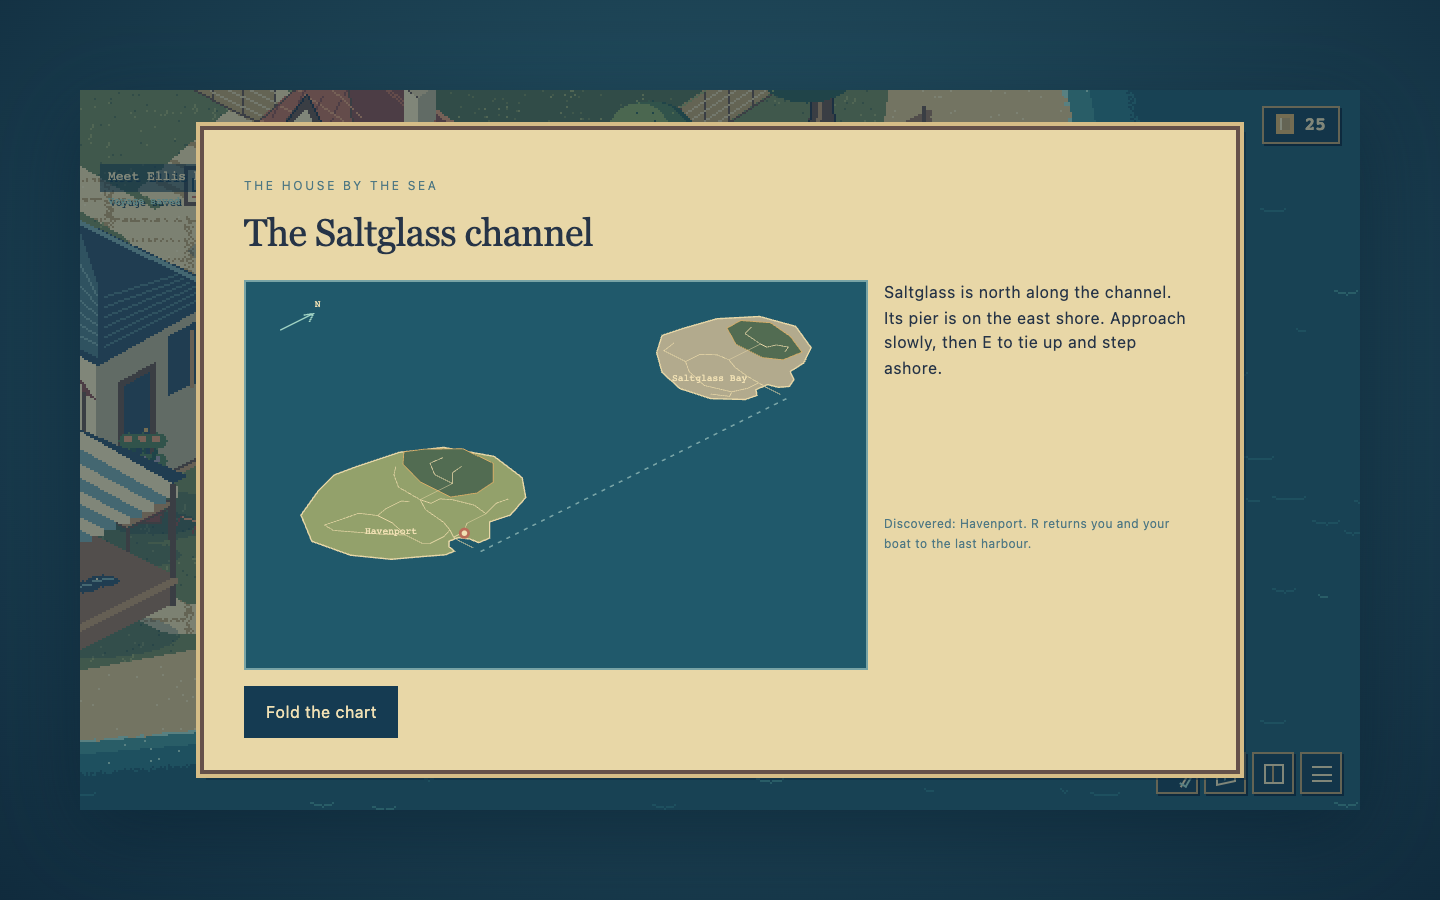 25
Meet Ellis
Voyage saved
THE HOUSE BY THE SEA
The Saltglass channel
N
Saltglass Bay
Havenport
Saltglass is north along the channel.
Its pier is on the east shore. Approach
slowly, then E to tie up and step
ashore.
Discovered: Havenport. R returns you and your
boat to the last harbour.
Fold the chart